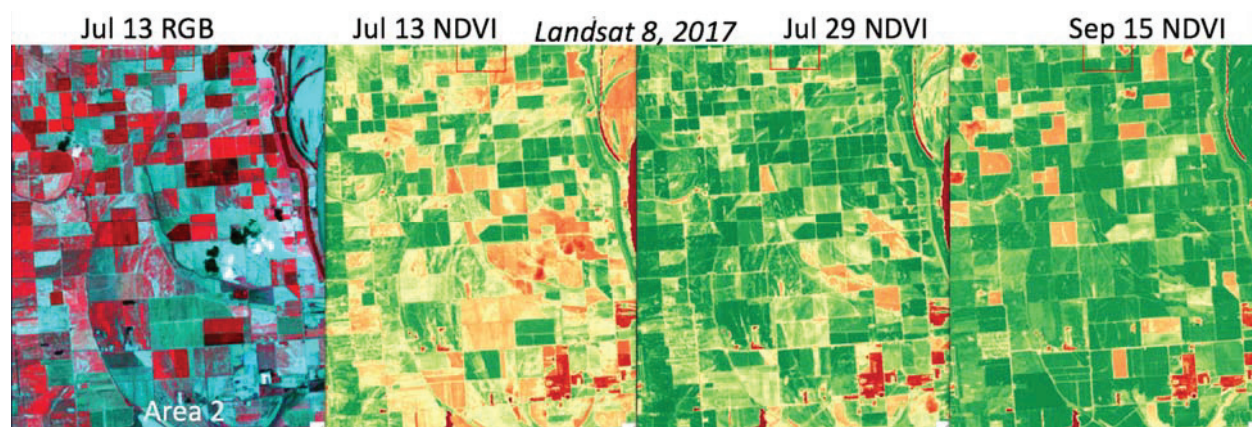 Jul 13 RGB
Jul 13 NDVI
Landsat 8, 2017
Jul 29 NDVI
Sep 15 NDVI
Area 2